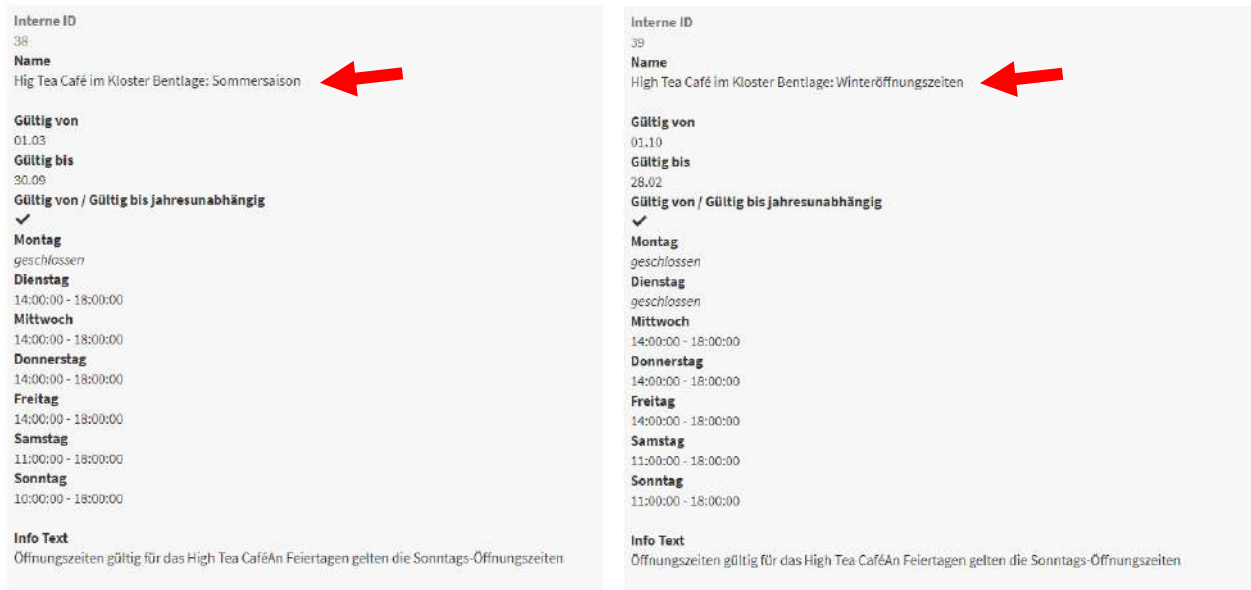 Interne ID
38
Name
Hig Tea Café im Kloster Bentlage: Sommersaison
Gültig von
01.03
Gültig bis
30.09
Gültig von / Gültig bis jahresunabhängig
Montag
geschlossen
Dienstag
14:00:00 - 18:00:00
Mittwoch
14:00:00 - 18:00:00
Donnerstag
14:00:00 - 18:00:00
Freitag
14:00:00 - 18:00:00
Samstag
11:00:00 - 18:00:00
Sonntag
10:00:00 - 18:00:00
Info Text
Öffnungszeiten gültig für das High Tea CaféAn Feiertagen gelten die Sonntags-Öffnungszeiten
Interne ID
39
Name
High Tea Café im Kloster Bentlage: Winteröffnungszeiten
Gültig von
01.10
Gültig bis
28.02
Gültig von / Gültig bis jahresunabhängig
Montag
geschlossen
Dienstag
geschlossen
Mittwoch
14:00:00 - 18:00:00
Donnerstag
14:00:00 - 18:00:00
Freitag
14:00:00 - 18:00:00
Samstag
11:00:00 - 18:00:00
Sonntag
11:00:00 - 18:00:00
Info Text
Öffnungszeiten gültig für das High Tea CaféAn Feiertagen gelten die Sonntags-Öffnungszeiten